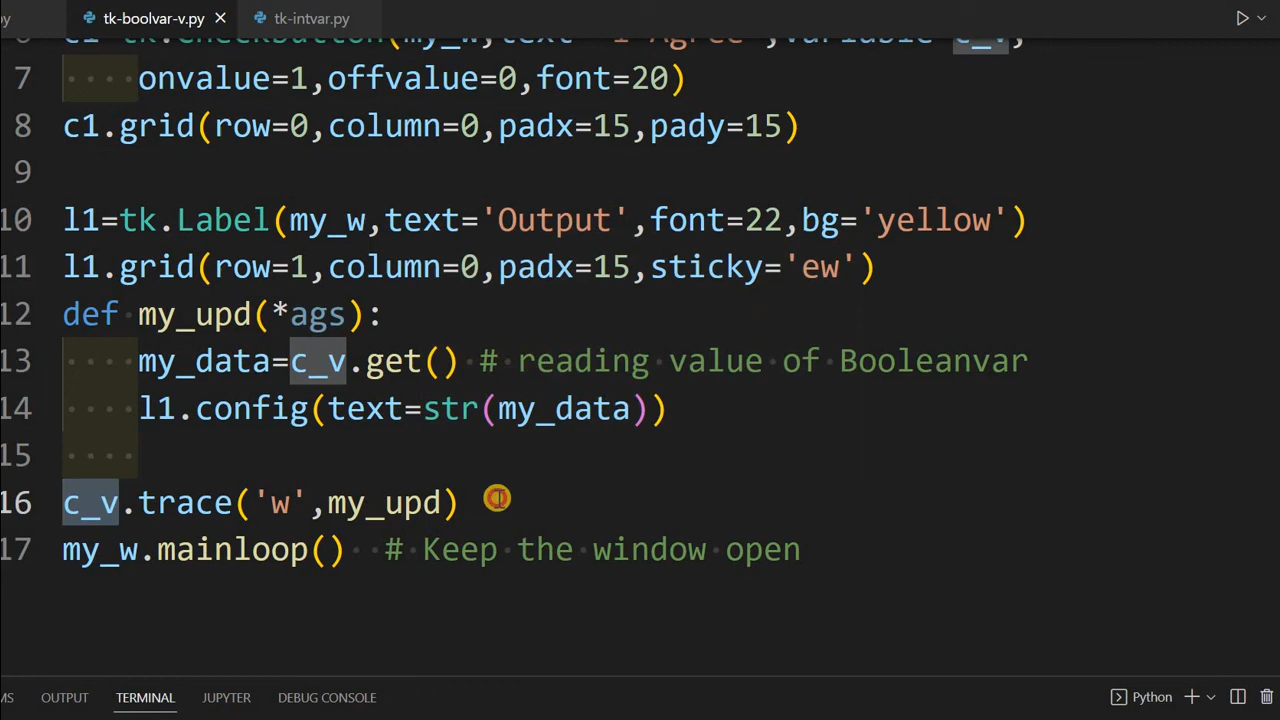 py tk-boolvar-v.py × tk-intvar.py
7 onvalue=1,offvalue=0,font=20)
8 c1.grid(row=0,column=0,padx=15,pady=15)
9
10 l1=tk.Label(my_w,text='Output',font=22,bg='yellow')
11 l1.grid(row=1,column=0,padx=15,sticky='ew')
12 def my_upd(*ags):
13 my_data=c_v.get() # reading value of Booleanvar
14 l1.config(text=str(my_data))
15
16 c_v.trace('w',my_upd)
17 my_w.mainloop() # Keep the window open
MS OUTPUT TERMINAL JUPYTER DEBUG CONSOLE Python